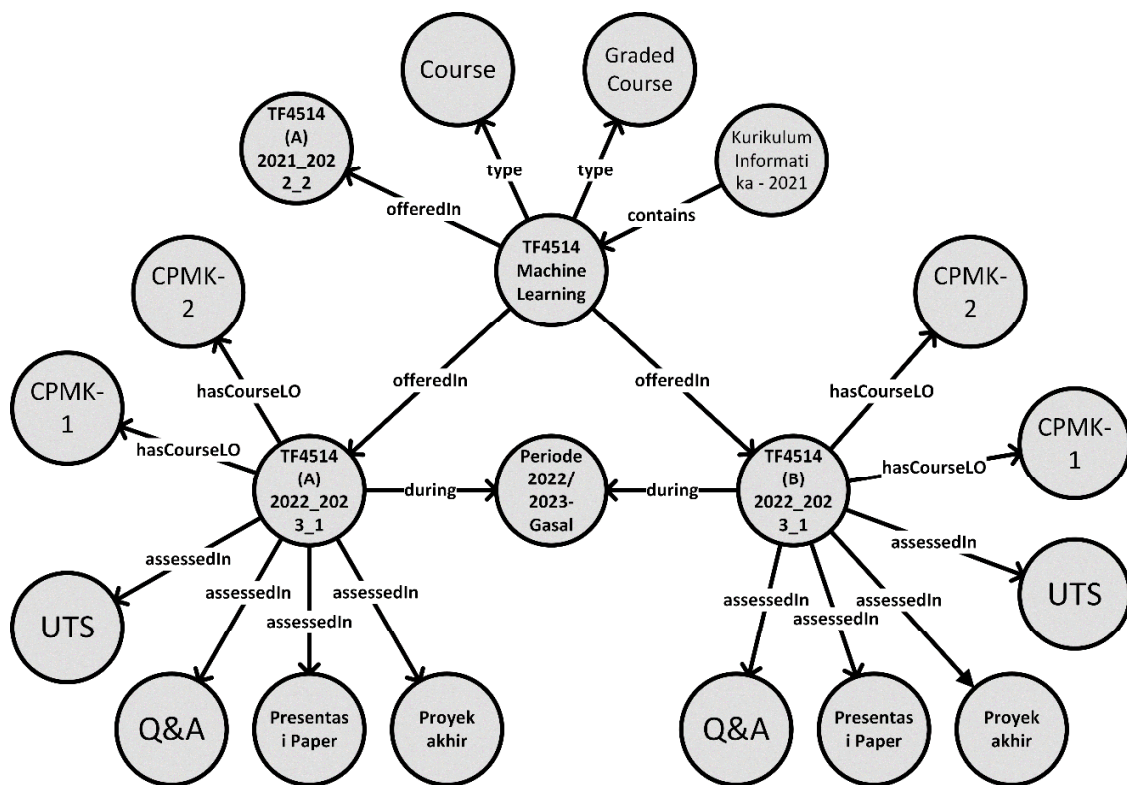 Course
Graded
Course
TF4514
(A)
2021_202
2_2
Kurikulum
Informati
ka - 2021
type
type
offeredIn
contains
TF4514
Machine
Learning
CPMK-
2
CPMK-
2
CPMK-
1
CPMK-
1
offeredIn
offeredIn
hasCourseLO
hasCourseLO
hasCourseLO
hasCourseLO
TF4514
(A)
2022_202
3_1
during
Periode
2022/
2023-
Gasal
during
TF4514
(B)
2022_202
3_1
assessedIn
assessedIn
assessedIn
assessedIn
assessedIn
assessedIn
assessedIn
assessedIn
UTS
UTS
Q&A
Presentas
i Paper
Proyek
akhir
Q&A
Presentas
i Paper
Proyek
akhir